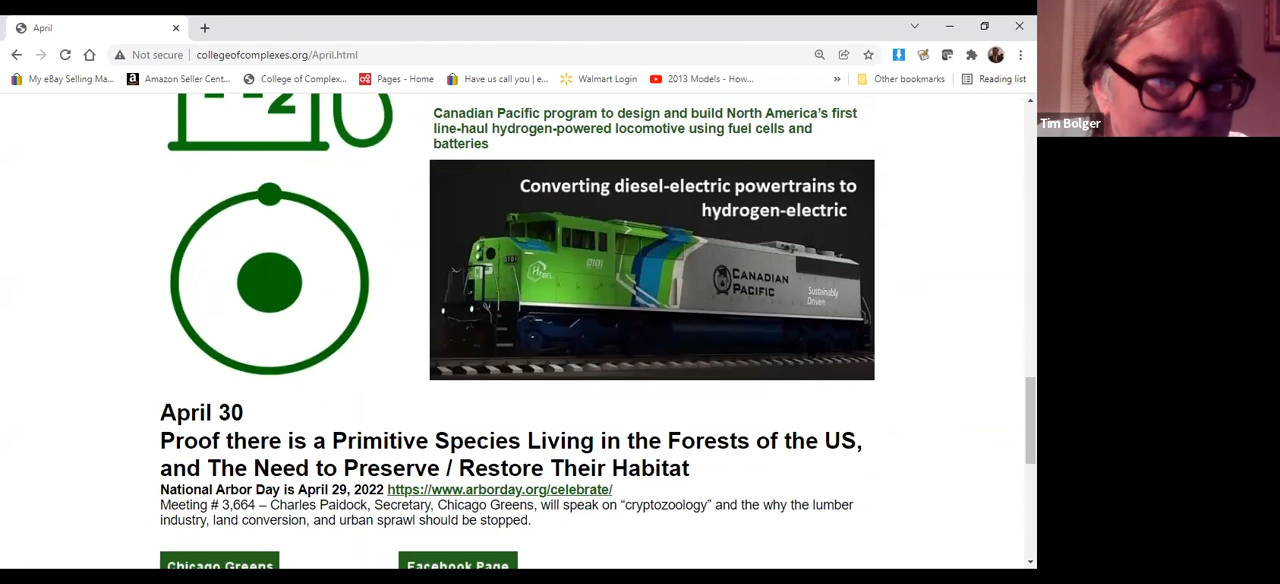 April
Not secure
collegeofcomplexes.org/April.html
My eBay Selling Ma...
Amazon Seller Cent...
College of Complex...
Pages - Home
Have us call you | e...
Walmart Login
2013 Models - How...
»
Other bookmarks
Reading list
Tim Bolger
Canadian Pacific program to design and build North America's first
line-haul hydrogen-powered locomotive using fuel cells and
batteries
Converting diesel-electric powertrains to
hydrogen-electric
CANADIAN
PACIFIC
Sustainably
Driven
April 30
Proof there is a Primitive Species Living in the Forests of the US,
and The Need to Preserve / Restore Their Habitat
National Arbor Day is April 29, 2022 https://www.arborday.org/celebrate/
Meeting # 3,664 – Charles Paidock, Secretary, Chicago Greens, will speak on “cryptozoology” and the why the lumber
industry, land conversion, and urban sprawl should be stopped.
Chicago Greens
Facebook Page